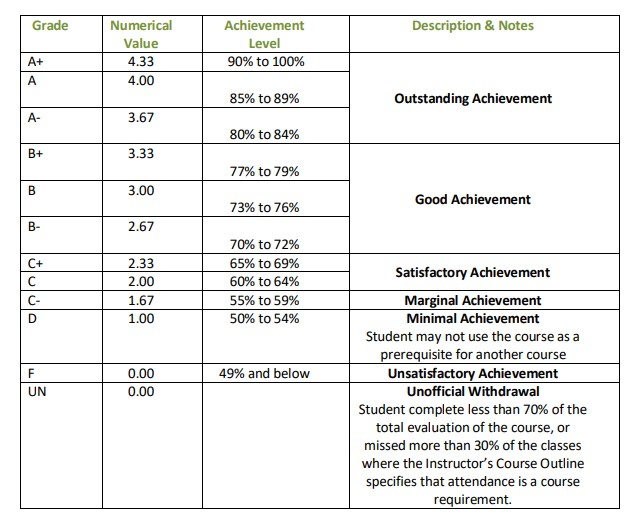 Grade Numerical Value Achievement Level Description & Notes
A+ 4.33 90% to 100% Outstanding Achievement
A 4.00 85% to 89%
A- 3.67 80% to 84%
B+ 3.33 77% to 79% Good Achievement
B 3.00 73% to 76%
B- 2.67 70% to 72%
C+ 2.33 65% to 69% Satisfactory Achievement
C 2.00 60% to 64%
C- 1.67 55% to 59% Marginal Achievement
D 1.00 50% to 54% Minimal Achievement
Student may not use the course as a
prerequisite for another course
F 0.00 49% and below Unsatisfactory Achievement
UN 0.00 Unofficial Withdrawal
Student complete less than 70% of the
total evaluation of the course, or
missed more than 30% of the classes
where the Instructor's Course Outline
specifies that attendance is a course
requirement.